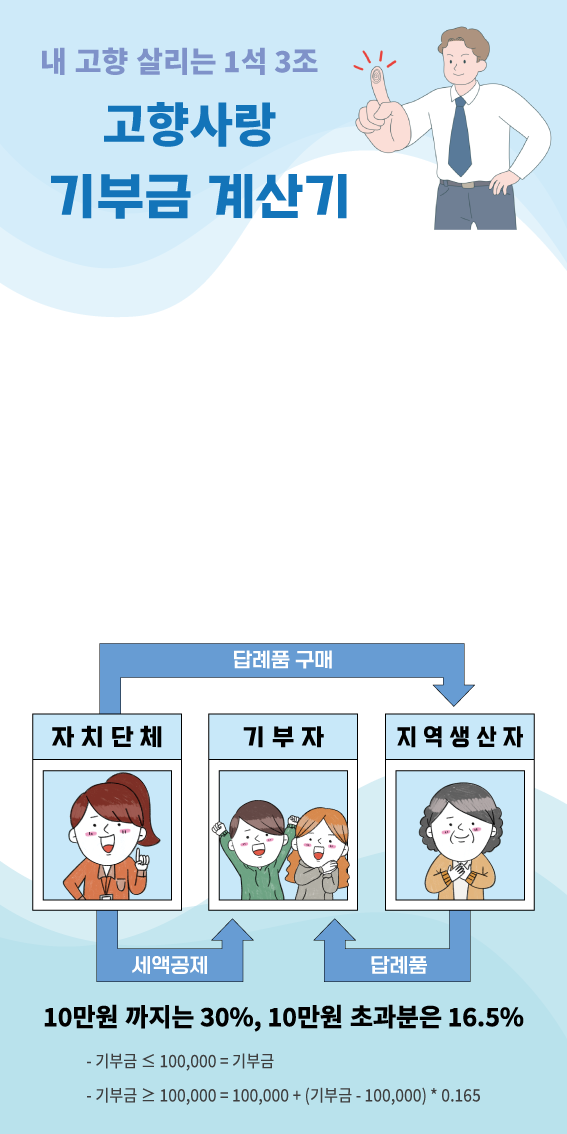 내 고향 살리는 1석 3조
고향사랑
기부금 계산기
답례품 구매
자치단체
기부자
지역생산자
세액공제
답례품
10만원 까지는 30%, 10만원 초과분은 16.5%
- 기부금 ≤ 100,000 = 기부금
- 기부금 ≥ 100,000 = 100,000 + (기부금 - 100,000) * 0.165